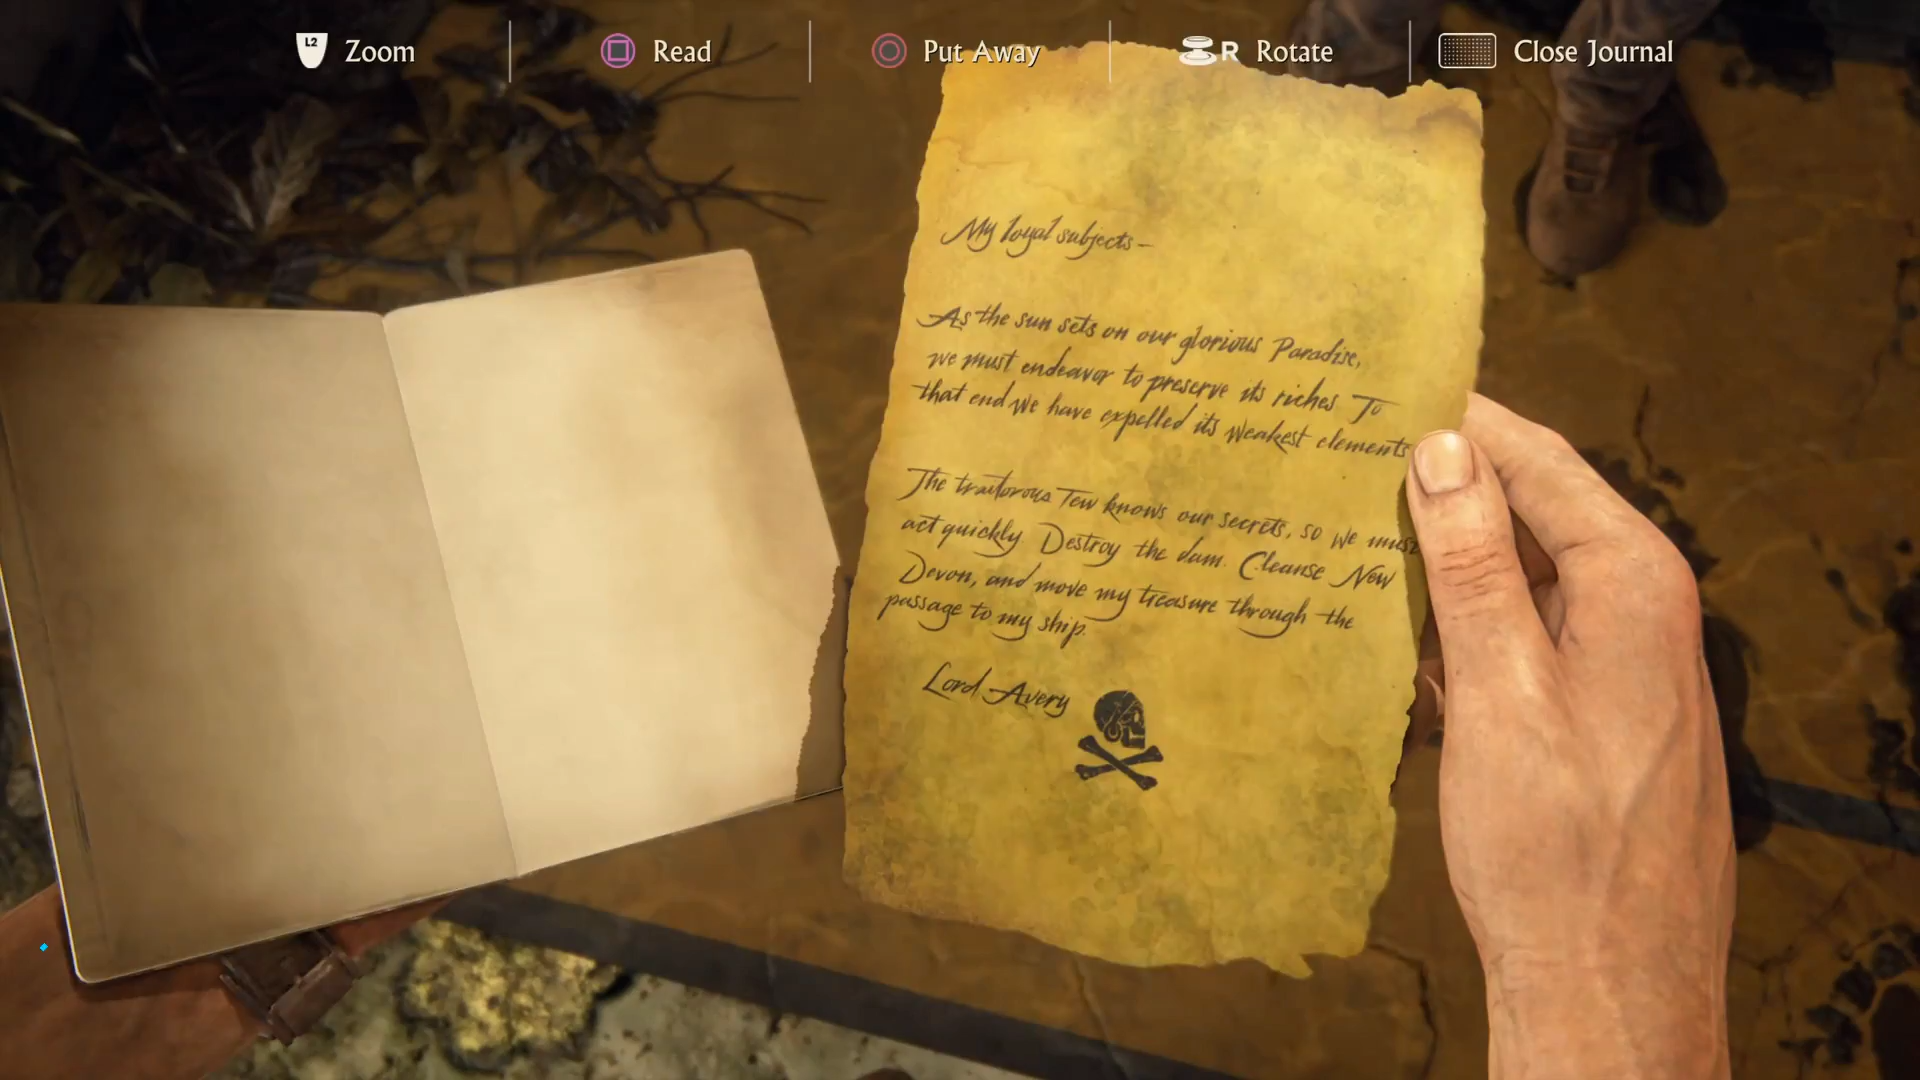 L2 Zoom
Read
Put Away
R Rotate
Close Journal
My loyal subjects—
As the sun sets on our glorious Paradise,
we must endeavor to preserve its riches To
that end we have expelled its weakest elements
The traitorous Tew knows our secrets, so we must
act quickly Destroy the dam. Cleanse New
Devon, and move my treasure through the
passage to my ship.
Lord Avery